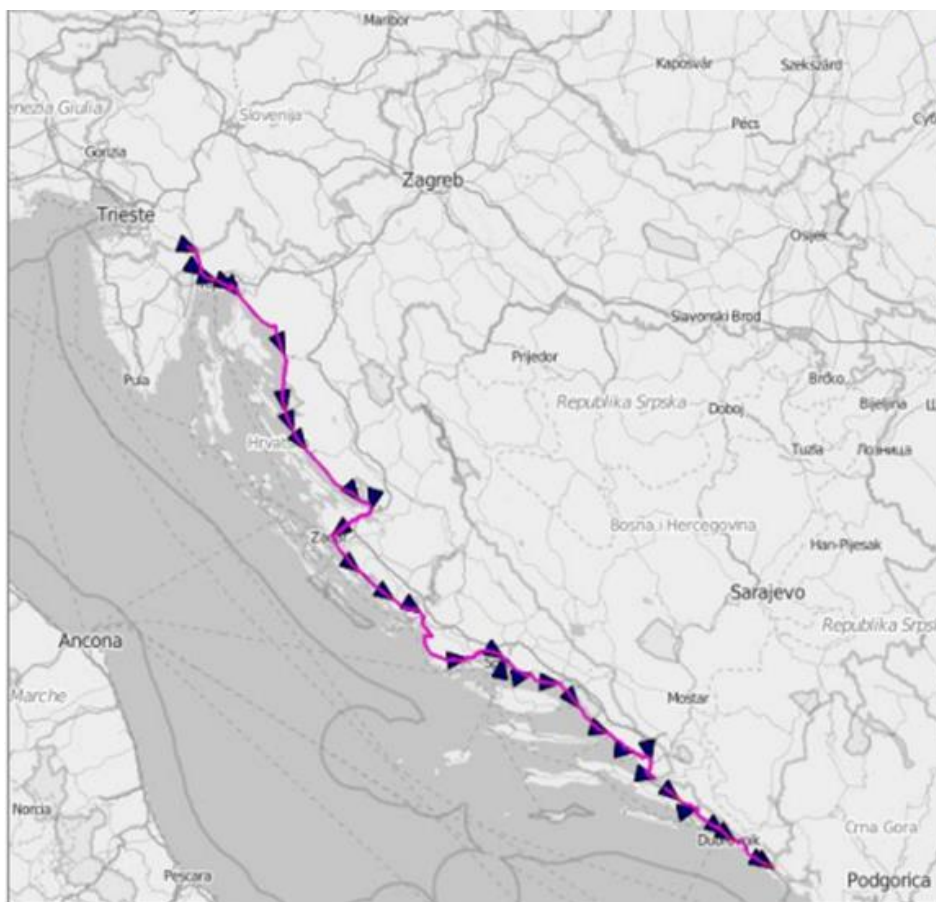 Maribor
Kaposvár
Szekszárd
enezia Giulia
Slovenija
Pécs
Gorizia
Zagreb
Trieste
Osijek
Slavonski Brod
Prijedor
Pula
Brčko
Republika Srpska
Doboj
Bijeljina
Hrvat
Tuzla
Лозница
Bosna i Hercegovina
Han-Pijesak
Sarajevo
Republika Srps
Ancona
Marche
Mostar
Norcia
Crna Gora
Pescara
Podgorica